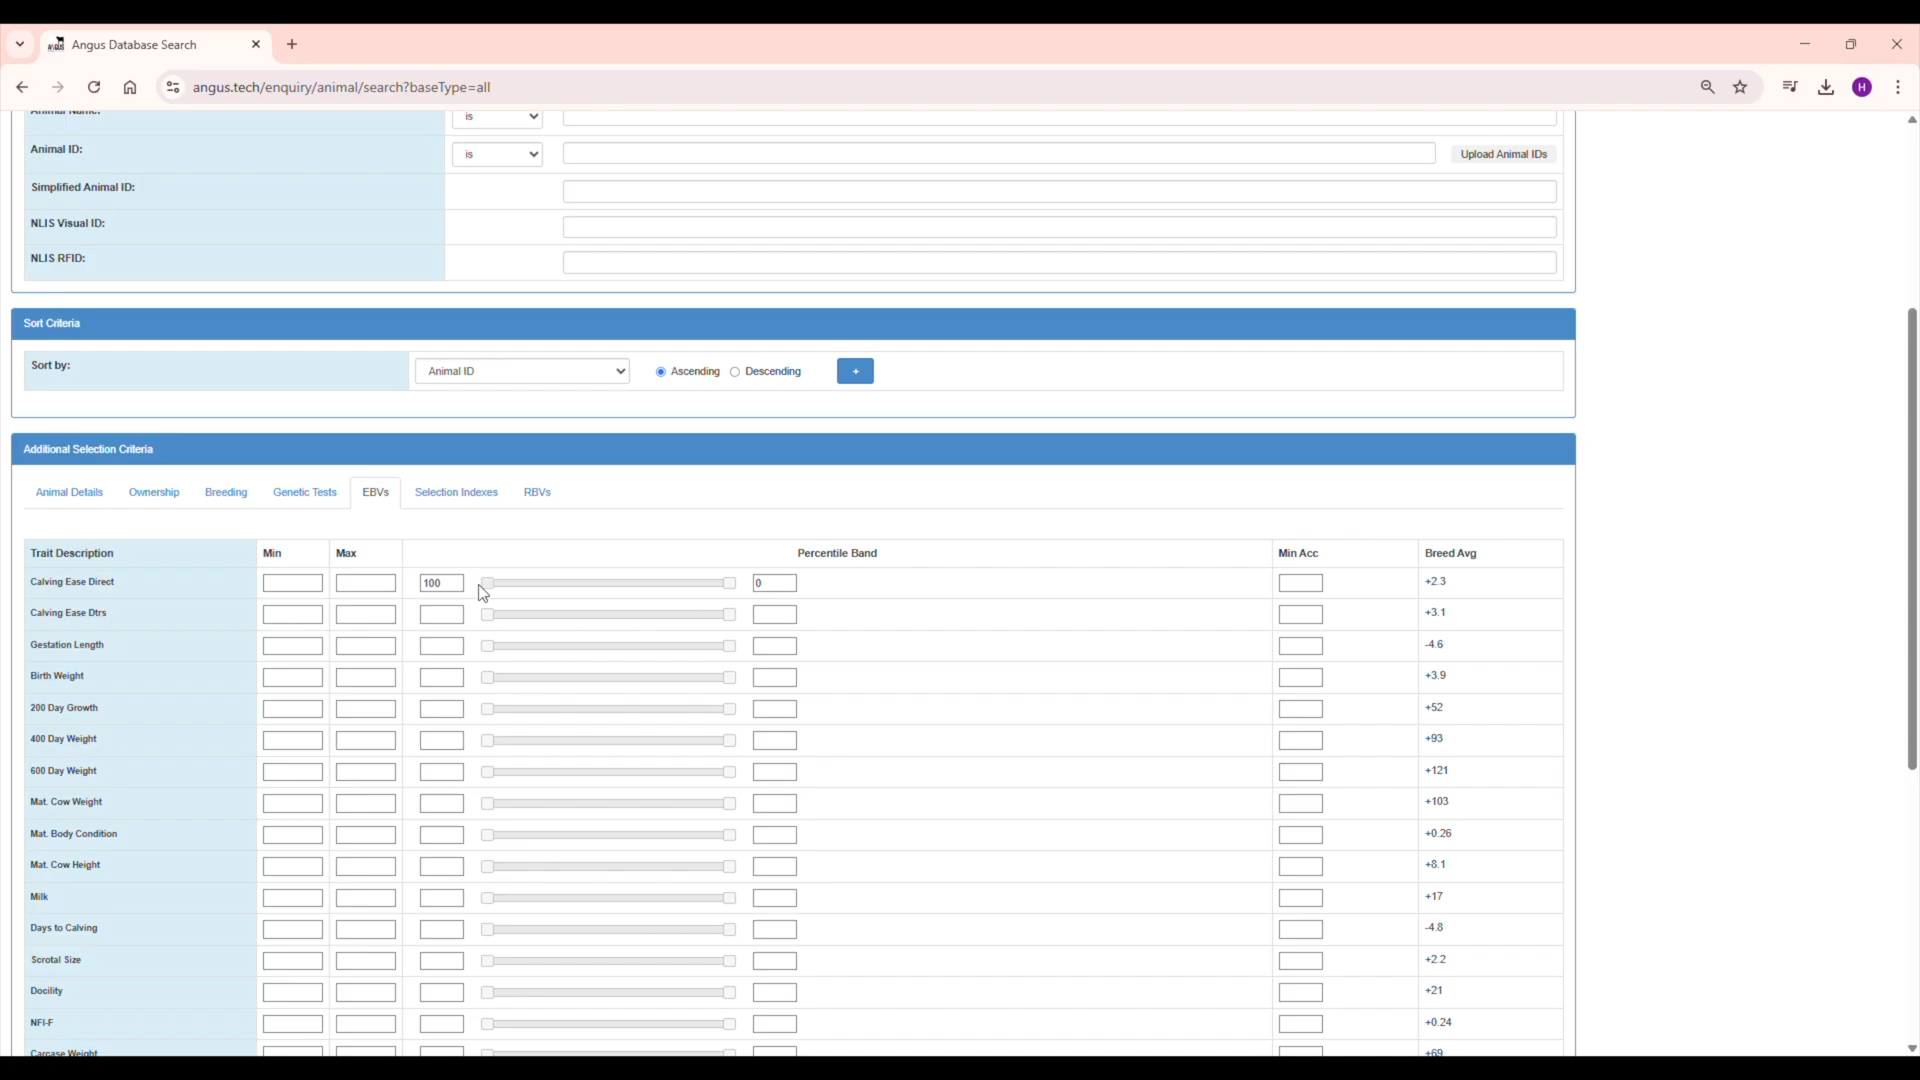 Angus Database Search
angus.tech/enquiry/animal/search?baseType=all
H
Animal Name: is
Animal ID: is Upload Animal IDs
Simplified Animal ID:
NLIS Visual ID:
NLIS RFID:
Sort Criteria
Sort by: Animal ID Ascending Descending +
Additional Selection Criteria
Animal Details Ownership Breeding Genetic Tests EBVs Selection Indexes RBVs
Trait Description Min Max Percentile Band Min Acc Breed Avg
Calving Ease Direct 100 0 +2.3
Calving Ease Dtrs +3.1
Gestation Length -4.6
Birth Weight +3.9
200 Day Growth +52
400 Day Weight +93
600 Day Weight +121
Mat. Cow Weight +103
Mat. Body Condition +0.26
Mat. Cow Height +8.1
Milk +17
Days to Calving -4.8
Scrotal Size +2.2
Docility +21
NFI-F +0.24
Carcase Weight +69